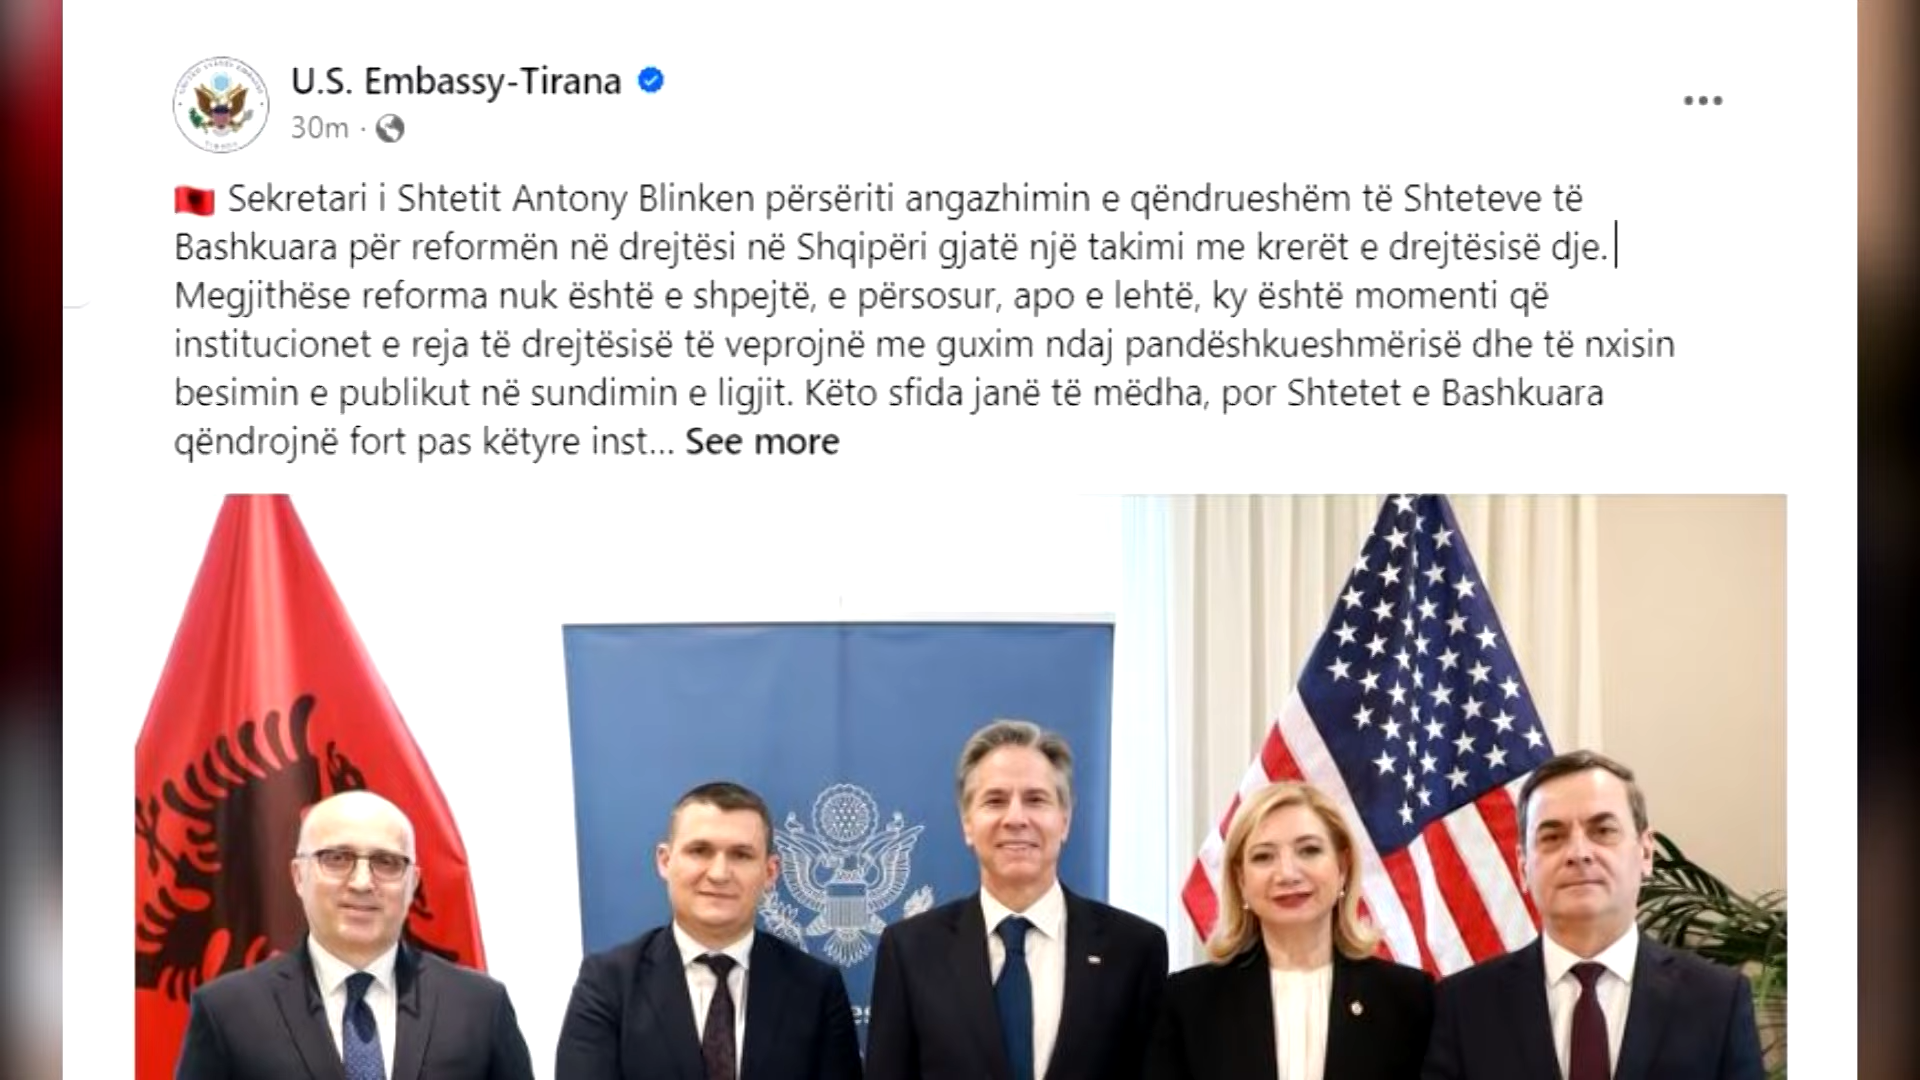 U.S. Embassy-Tirana
30m ·
Sekretari i Shtetit Antony Blinken përsëriti angazhimin e qëndrueshëm të Shteteve të
Bashkuara për reformën në drejtësi në Shqipëri gjatë një takimi me krerët e drejtësisë dje.
Megjithëse reforma nuk është e shpejtë, e përsosur, apo e lehtë, ky është momenti që
institucionet e reja të drejtësisë të veprojnë me guxim ndaj pandëshkueshmërisë dhe të nxisin
besimin e publikut në sundimin e ligjit. Këto sfida janë të mëdha, por Shtetet e Bashkuara
qëndrojnë fort pas këtyre inst... See more